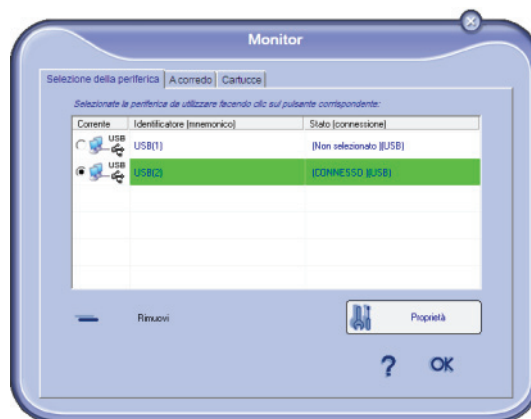 Monitor
Selezione della periferica A corredo Cartucce
Selezionate la periferica da utilizzare facendo clic sul pulsante corrispondente:
Corrente Identificatore (mnemonico) Stato (connessione)
USB USB(1) (Non selezionato )(USB)
USB USB(2) (CONNESSO )(USB)
Rimuovi Proprietà
? OK